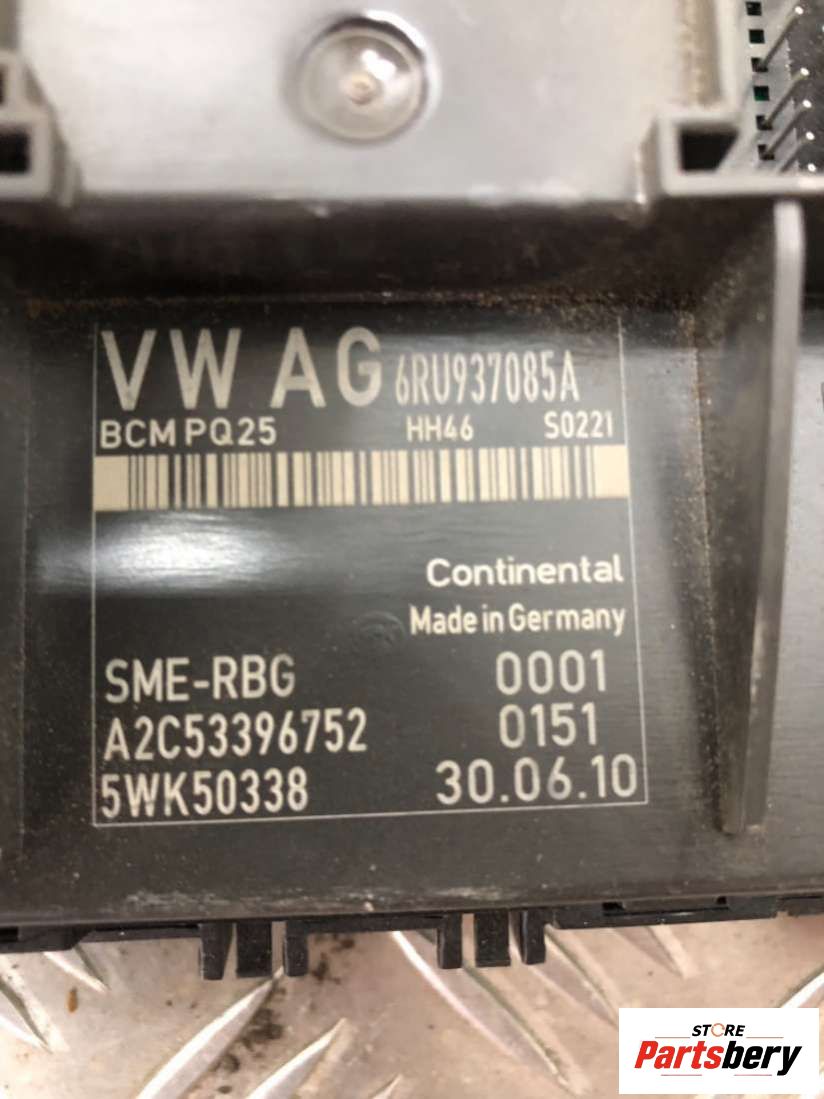 VW AG 6RU937085A
BCM PQ25 HH46 S0221
Continental
Made in Germany
SME-RBG 0001
A2C53396752 0151
5WK50338 30.06.10
STORE
Partsbery